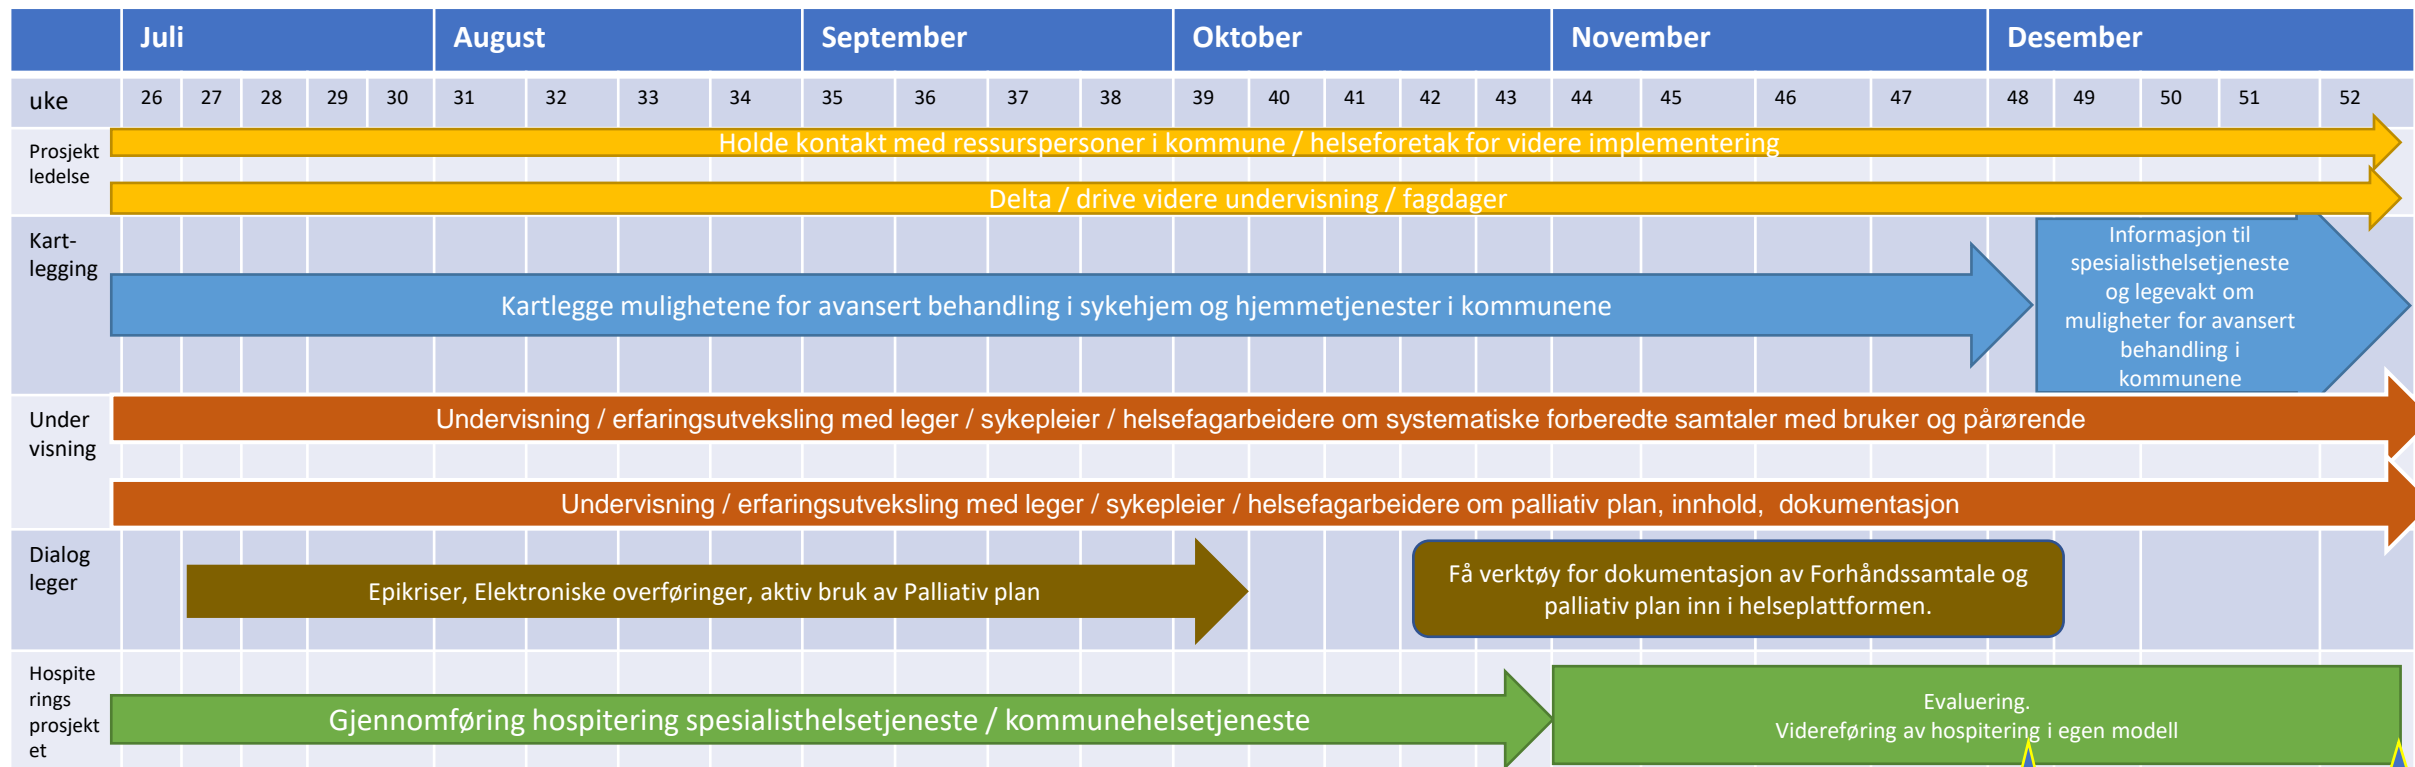 Juli August September Oktober November Desember
uke 26 27 28 29 30 31 32 33 34 35 36 37 38 39 40 41 42 43 44 45 46 47 48 49 50 51 52
Prosjekt
ledelse
Holde kontakt med ressurspersoner i kommune / helseforetak for videre implementering
Delta / drive videre undervisning / fagdager
Kart-
legging
Kartlegge mulighetene for avansert behandling i sykehjem og hjemmetjenester i kommunene
Informasjon til
spesialisthelsetjeneste
og legevakt om
muligheter for avansert
behandling i
kommunene
Under
visning
Undervisning / erfaringsutveksling med leger / sykepleier / helsefagarbeidere om systematiske forberedte samtaler med bruker og pårørende
Undervisning / erfaringsutveksling med leger / sykepleier / helsefagarbeidere om palliativ plan, innhold, dokumentasjon
Dialog
leger
Epikriser, Elektroniske overføringer, aktiv bruk av Palliativ plan
Få verktøy for dokumentasjon av Forhåndssamtale og
palliativ plan inn i helseplattformen.
Hospite
rings
prosjekt
et
Gjennomføring hospitering spesialisthelsetjeneste / kommunehelsetjeneste
Evaluering.
Videreføring av hospitering i egen modell